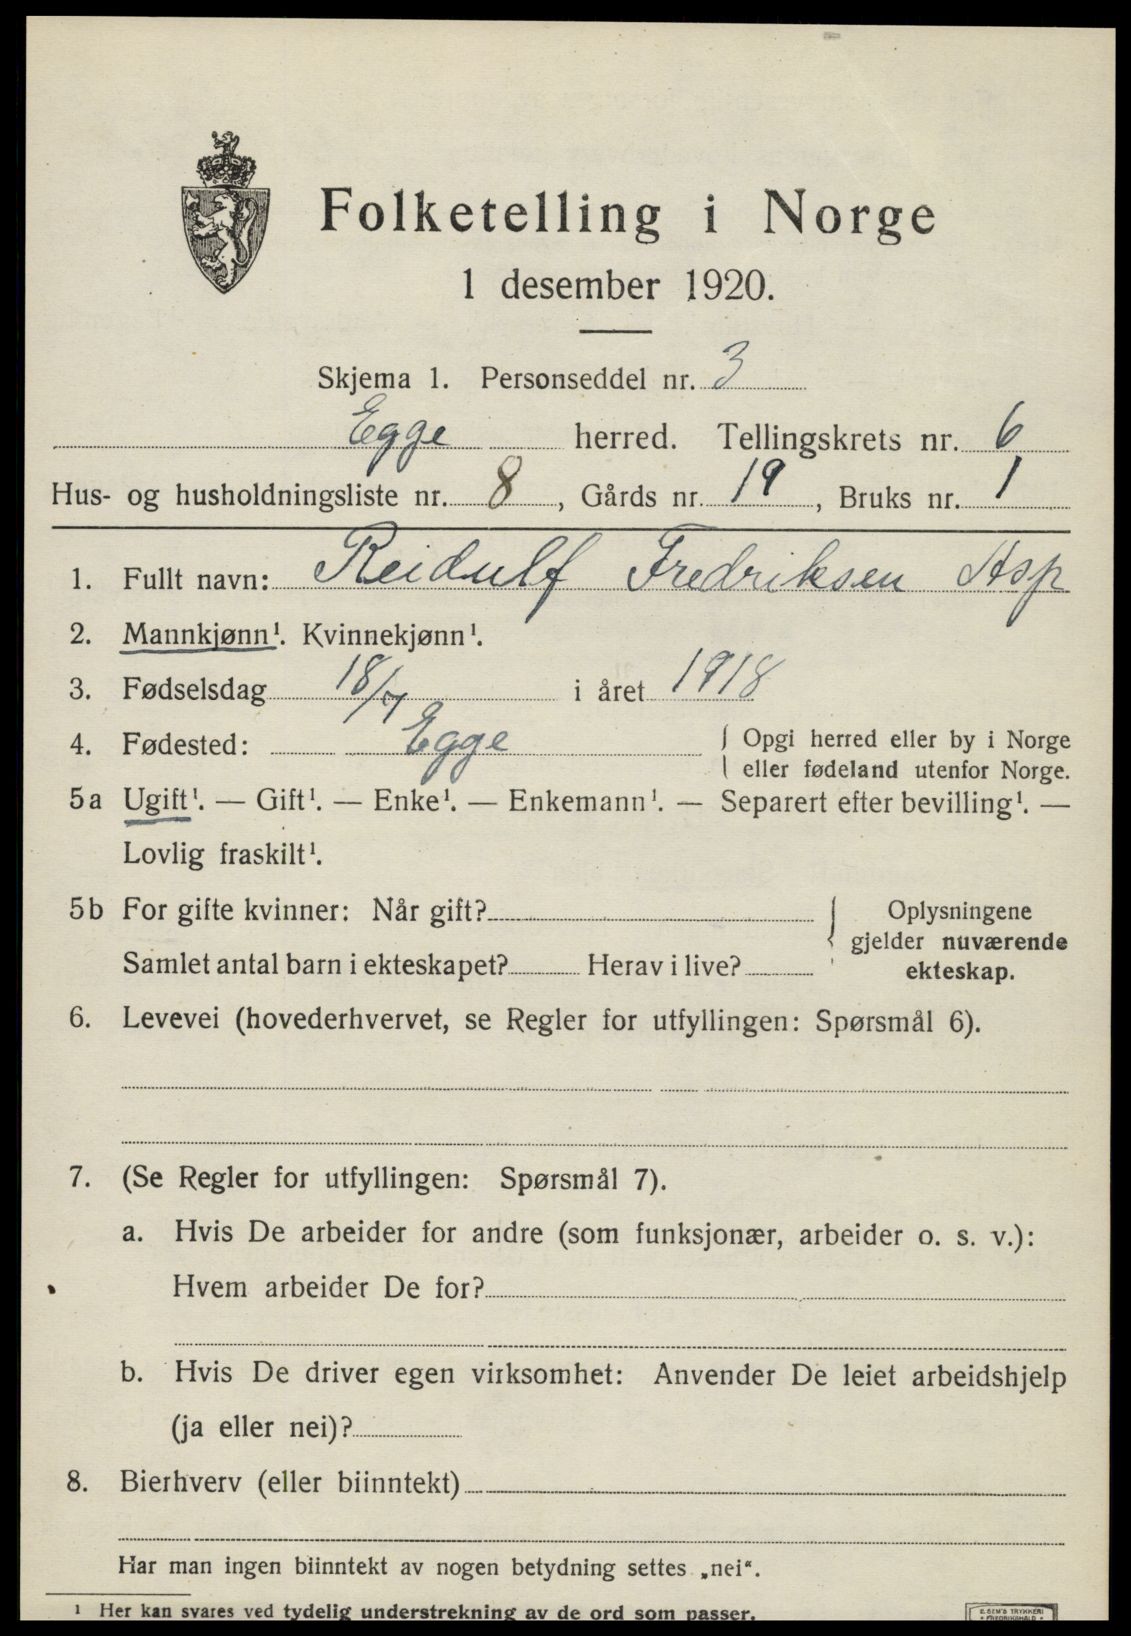 Folketelling i Norge
1 desember 1920.
Skjema 1. Personseddel nr. 3
Egge herred. Tellingskrets nr. 6
Hus- og husholdningsliste nr. 8, Gårds nr. 19, Bruks nr. 1
1. Fullt navn: Reidulf Fredriksen Asp
2. Mannkjønn¹. Kvinnekjønn¹.
3. Fødselsdag 18/7 i året 1918
4. Fødested: Egge { Opgi herred eller by i Norge
eller fødeland utenfor Norge.
5a Ugift¹. — Gift¹. — Enke¹. — Enkemann¹. — Separert efter bevilling¹. —
Lovlig fraskilt¹.
5b For gifte kvinner: Når gift?
Samlet antal barn i ekteskapet? Herav i live?
Oplysningene
gjelder nuværende
ekteskap.
6. Levevei (hovederhvervet, se Regler for utfyllingen: Spørsmål 6).
7. (Se Regler for utfyllingen: Spørsmål 7).
a. Hvis De arbeider for andre (som funksjonær, arbeider o. s. v.):
Hvem arbeider De for?
b. Hvis De driver egen virksomhet: Anvender De leiet arbeidshjelp
(ja eller nei)?
8. Bierhverv (eller biinntekt)
Har man ingen biinntekt av nogen betydning settes „nei“.
¹ Her kan svares ved tydelig understrekning av de ord som passer.
E. SEM'S TRYKKERI
FREDRIKSHALD